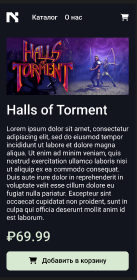 Каталог О нас
HALLS OF TORMENT
Halls of Torment
Lorem ipsum dolor sit amet, consectetur
adipiscing elit, sed do eiusmod tempor
incididunt ut labore et dolore magna
aliqua. Ut enim ad minim veniam, quis
nostrud exercitation ullamco laboris nisi
ut aliquip ex ea commodo consequat.
Duis aute irure dolor in reprehenderit in
voluptate velit esse cillum dolore eu
fugiat nulla pariatur. Excepteur sint
occaecat cupidatat non proident, sunt in
culpa qui officia deserunt mollit anim id
est laborum.
₽69.99
Добавить в корзину